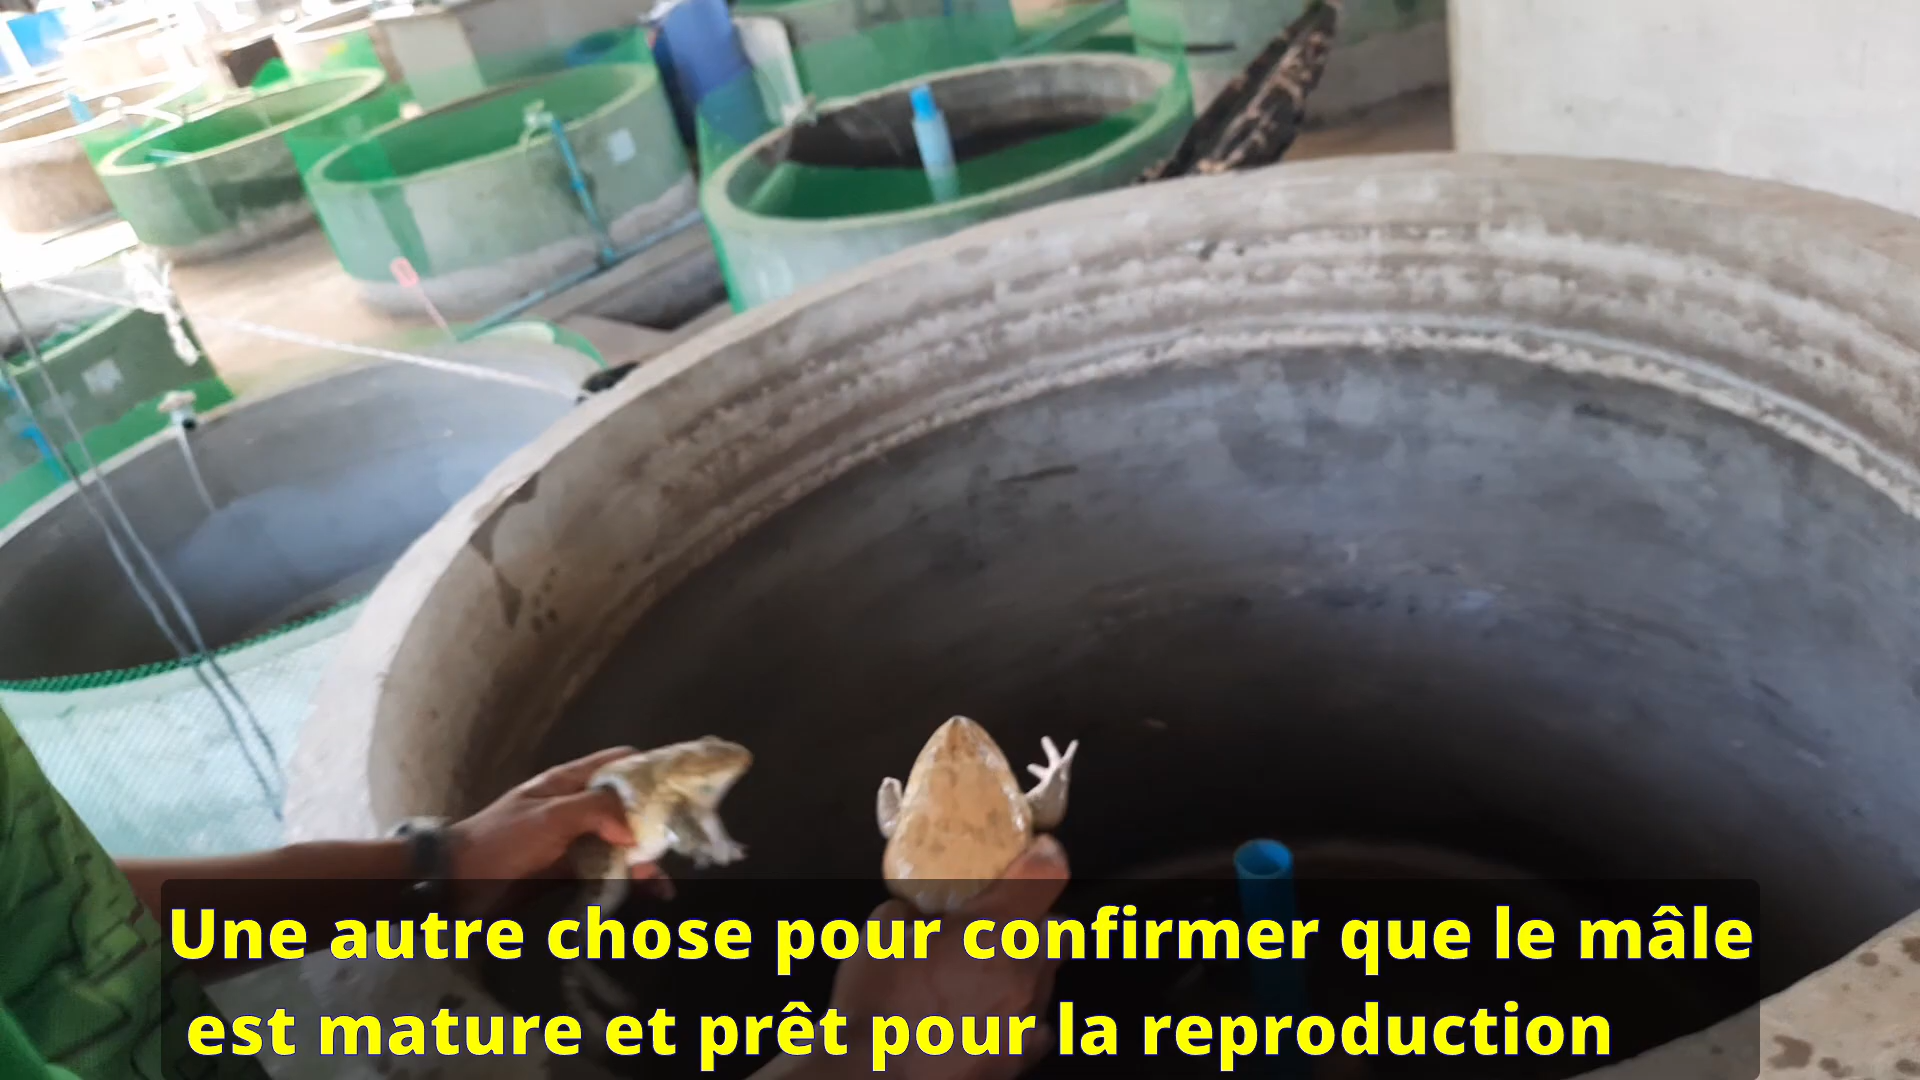 Une autre chose pour confirmer que le mâle
est mature et prêt pour la reproduction